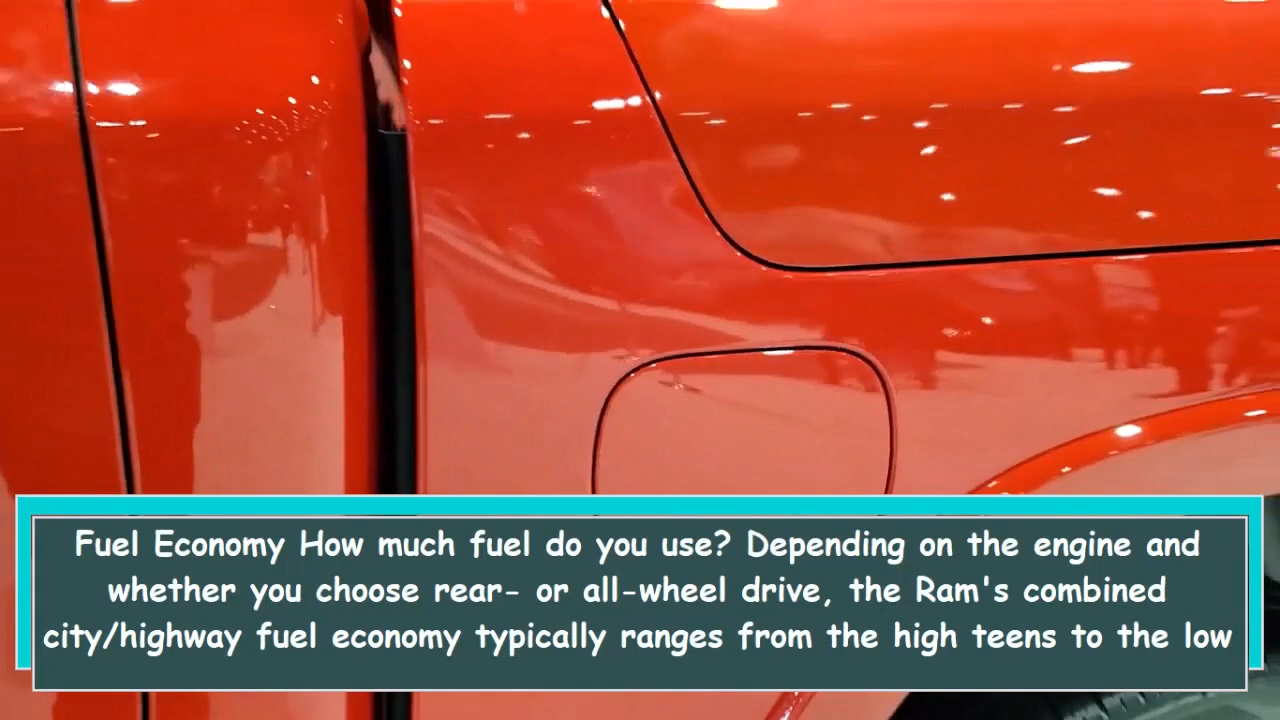 Fuel Economy How much fuel do you use? Depending on the engine and
whether you choose rear- or all-wheel drive, the Ram's combined
city/highway fuel economy typically ranges from the high teens to the low